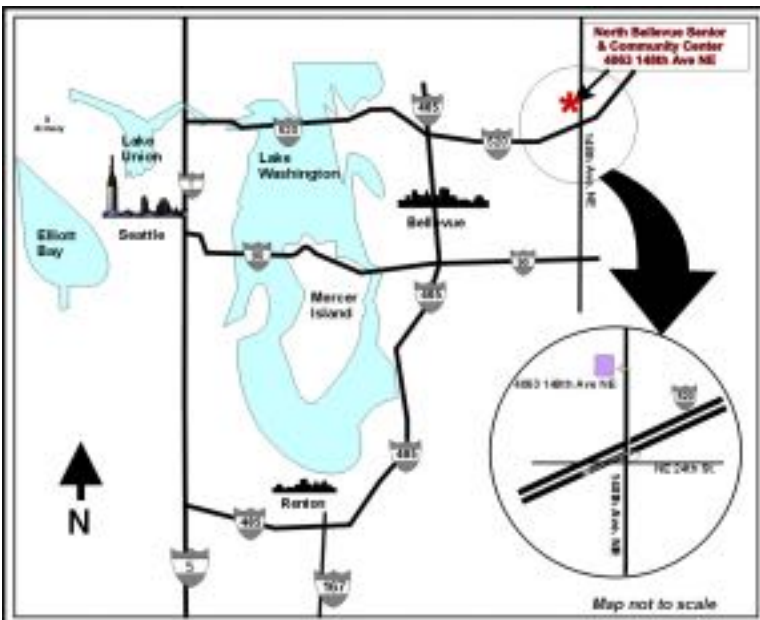 North Bellevue Senior
& Community Center
4063 148th Ave NE
405
520
520
Lake
Union
Lake
Washington
148th Ave, NE
5
Bellevue
Elliott
Bay
Seattle
90
90
Mercer
Island
405
4063 148th Ave NE
520
405
NE 24th St.
Renton
148th Ave, NE
N
405
5
167
Map not to scale